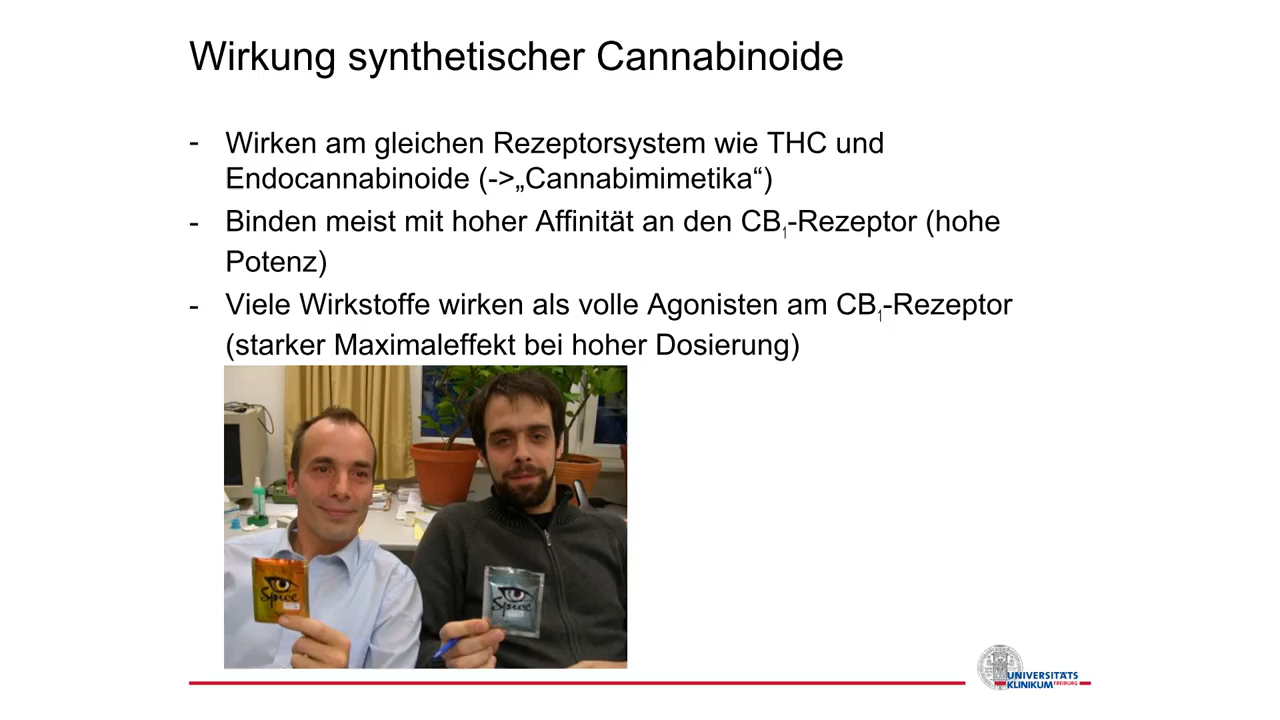 Wirkung synthetischer Cannabinoide
- Wirken am gleichen Rezeptorsystem wie THC und
Endocannabinoide (->„Cannabimimetika“)
- Binden meist mit hoher Affinität an den CB₁-Rezeptor (hohe
Potenz)
- Viele Wirkstoffe wirken als volle Agonisten am CB₁-Rezeptor
(starker Maximaleffekt bei hoher Dosierung)
Spice
Spice
UNIVERSITÄTS
KLINIKUM FREIBURG